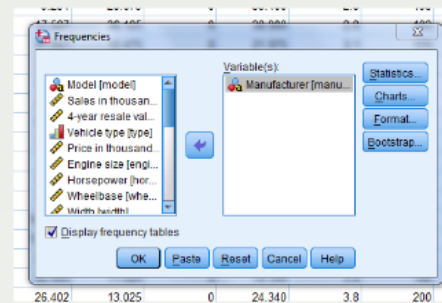 Frequencies
Variable(s):
Model [model]
Sales in thousan...
4-year resale val...
Vehicle type [type]
Price in thousand...
Engine size [engi...
Horsepower [hor...
Wheelbase [whe...
Width [width]
Manufacturer [manu...
Statistics...
Charts...
Format...
Bootstrap...
Display frequency tables
OK Paste Reset Cancel Help
26.402 13.025 0 24.340 3.8 200